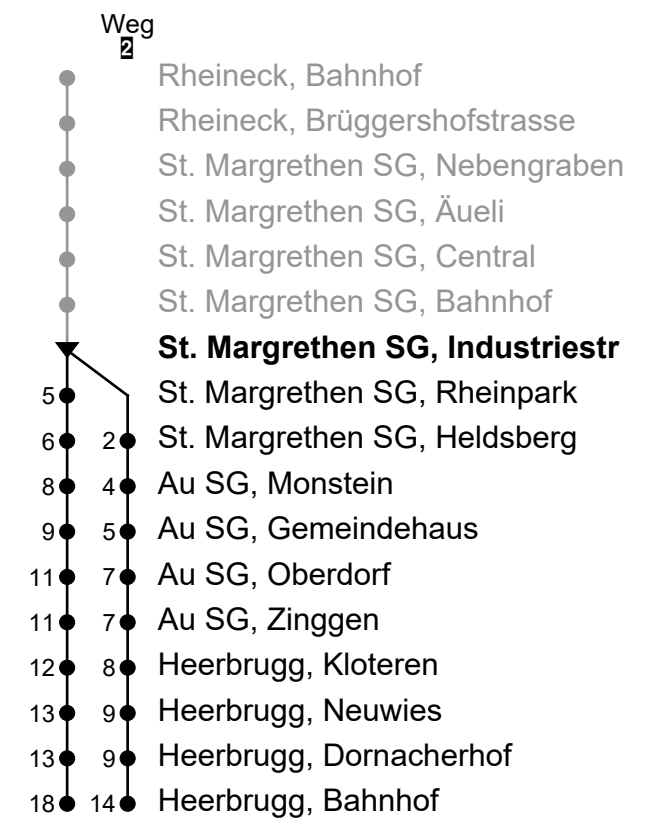 Weg
2
Rheineck, Bahnhof
Rheineck, Brüggershofstrasse
St. Margrethen SG, Nebengraben
St. Margrethen SG, Äueli
St. Margrethen SG, Central
St. Margrethen SG, Bahnhof
St. Margrethen SG, Industriestr
5 St. Margrethen SG, Rheinpark
6 2 St. Margrethen SG, Heldsberg
8 4 Au SG, Monstein
9 5 Au SG, Gemeindehaus
11 7 Au SG, Oberdorf
11 7 Au SG, Zinggen
12 8 Heerbrugg, Kloteren
13 9 Heerbrugg, Neuwies
13 9 Heerbrugg, Dornacherhof
18 14 Heerbrugg, Bahnhof